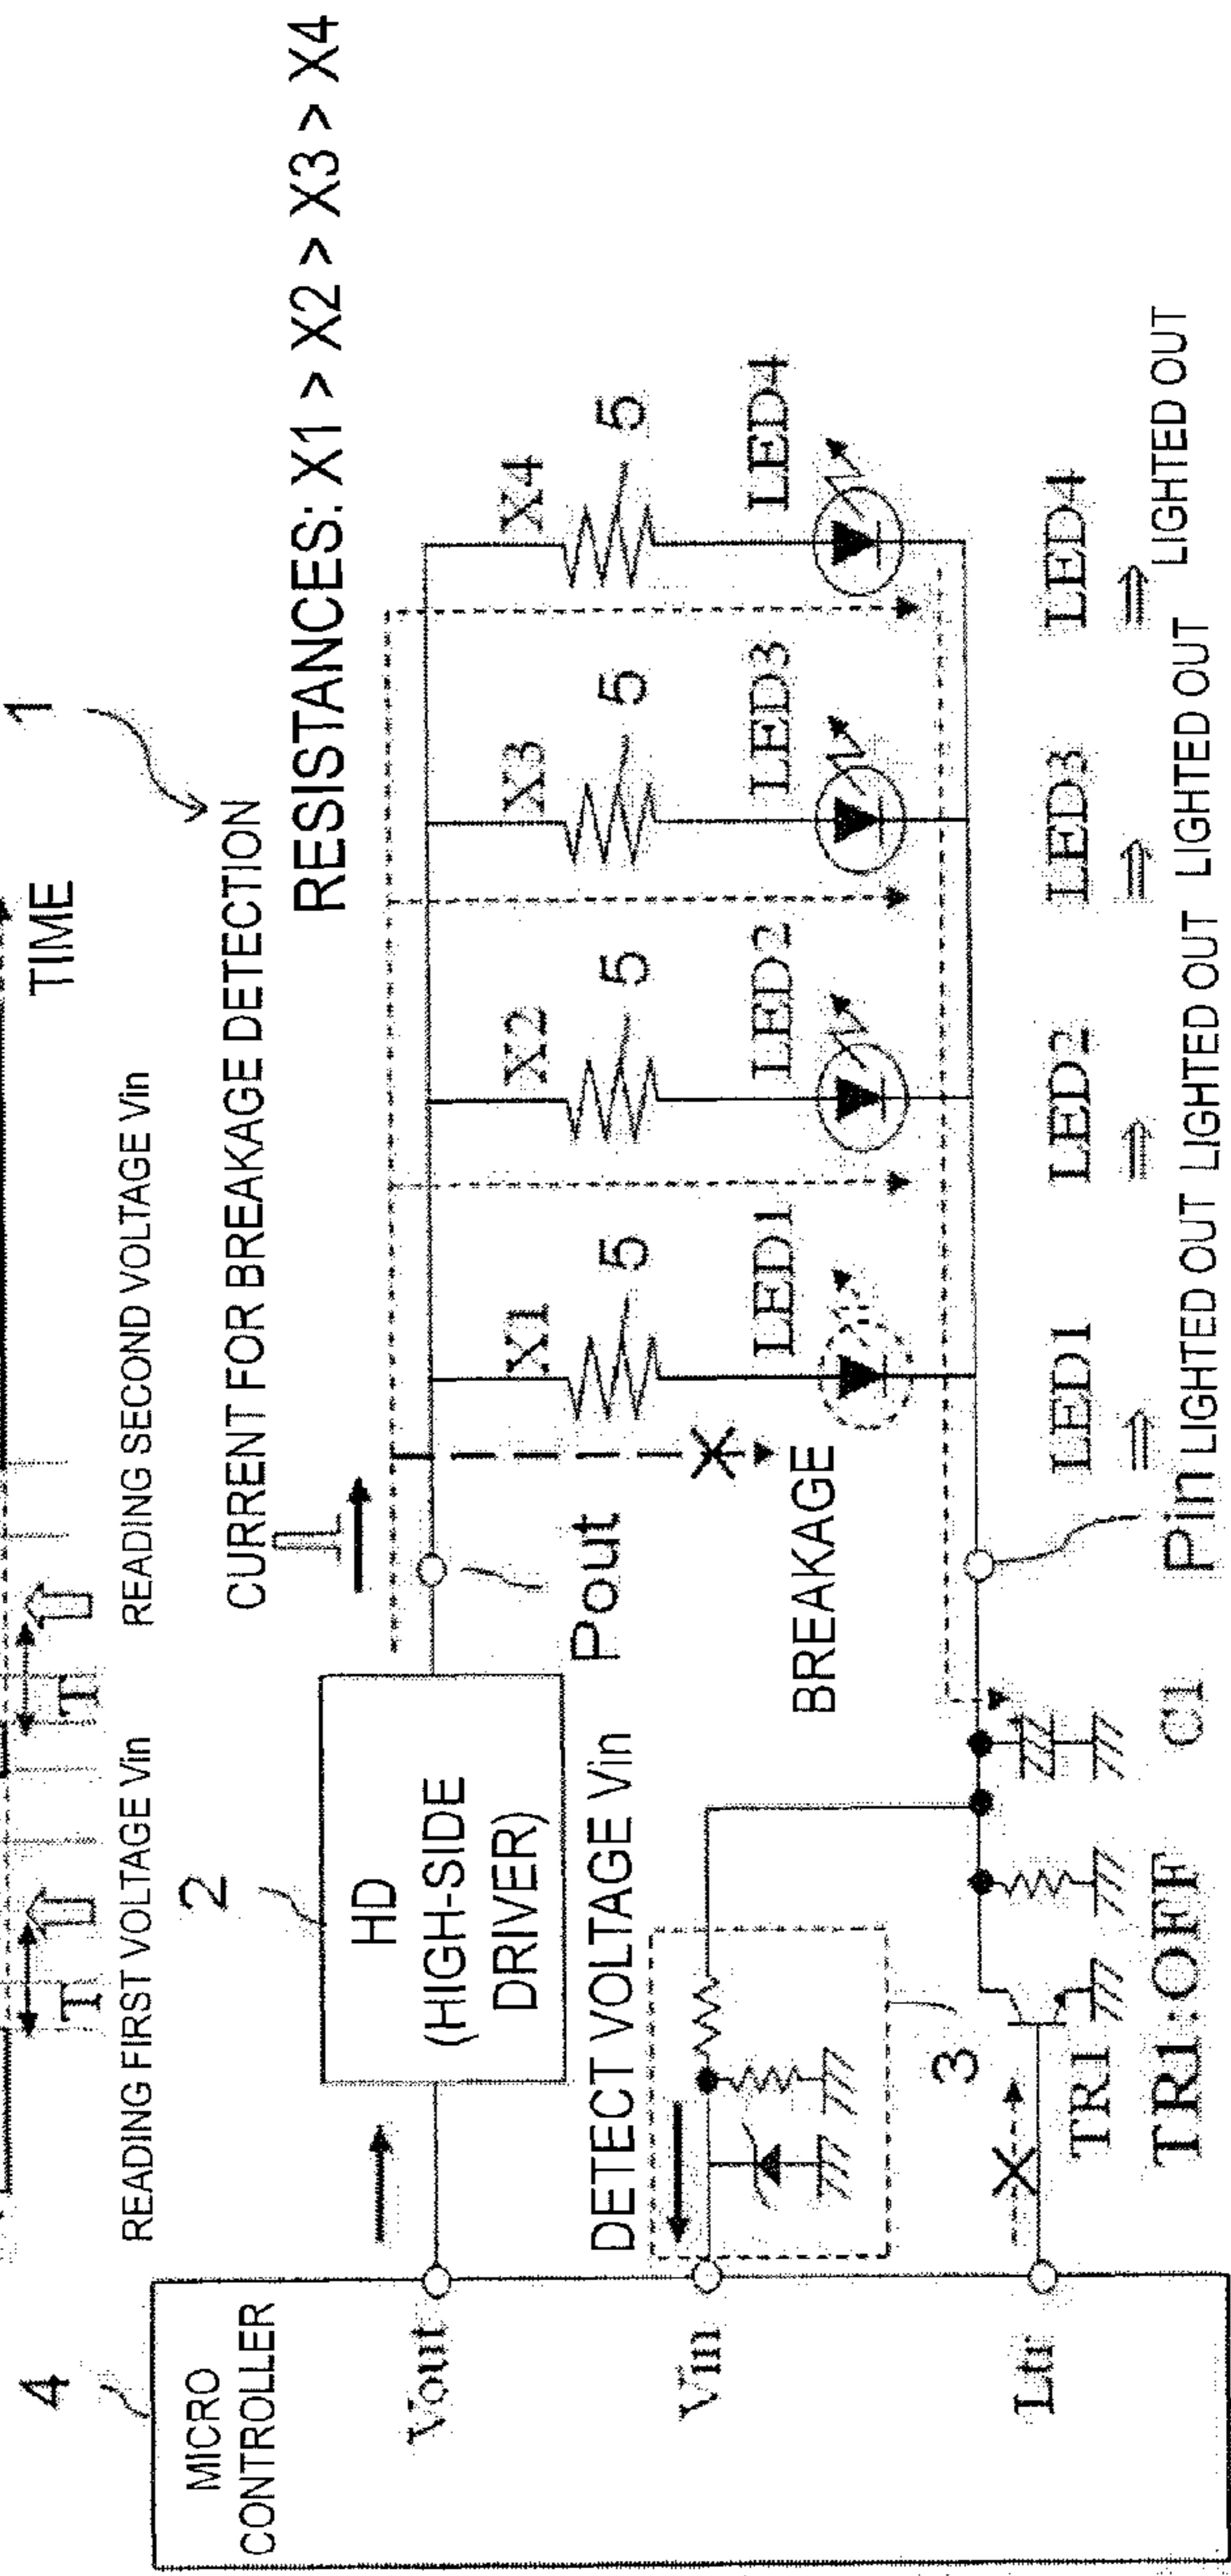 TIME
T
T
READING FIRST VOLTAGE Vin
READING SECOND VOLTAGE Vin
1
CURRENT FOR BREAKAGE DETECTION
RESISTANCES: X1 > X2 > X3 > X4
4
MICRO
CONTROLLER
2
HD
(HIGH-SIDE
DRIVER)
Vout
Pout
X1
X2
X3
X4
5
5
5
5
DETECT VOLTAGE Vin
Vin
BREAKAGE
LED1
LED2
LED3
LED4
3
Ltr
TR1
TR1:OFF
C1
Pin
LED1
LED2
LED3
LED4
LIGHTED OUT
LIGHTED OUT
LIGHTED OUT
LIGHTED OUT